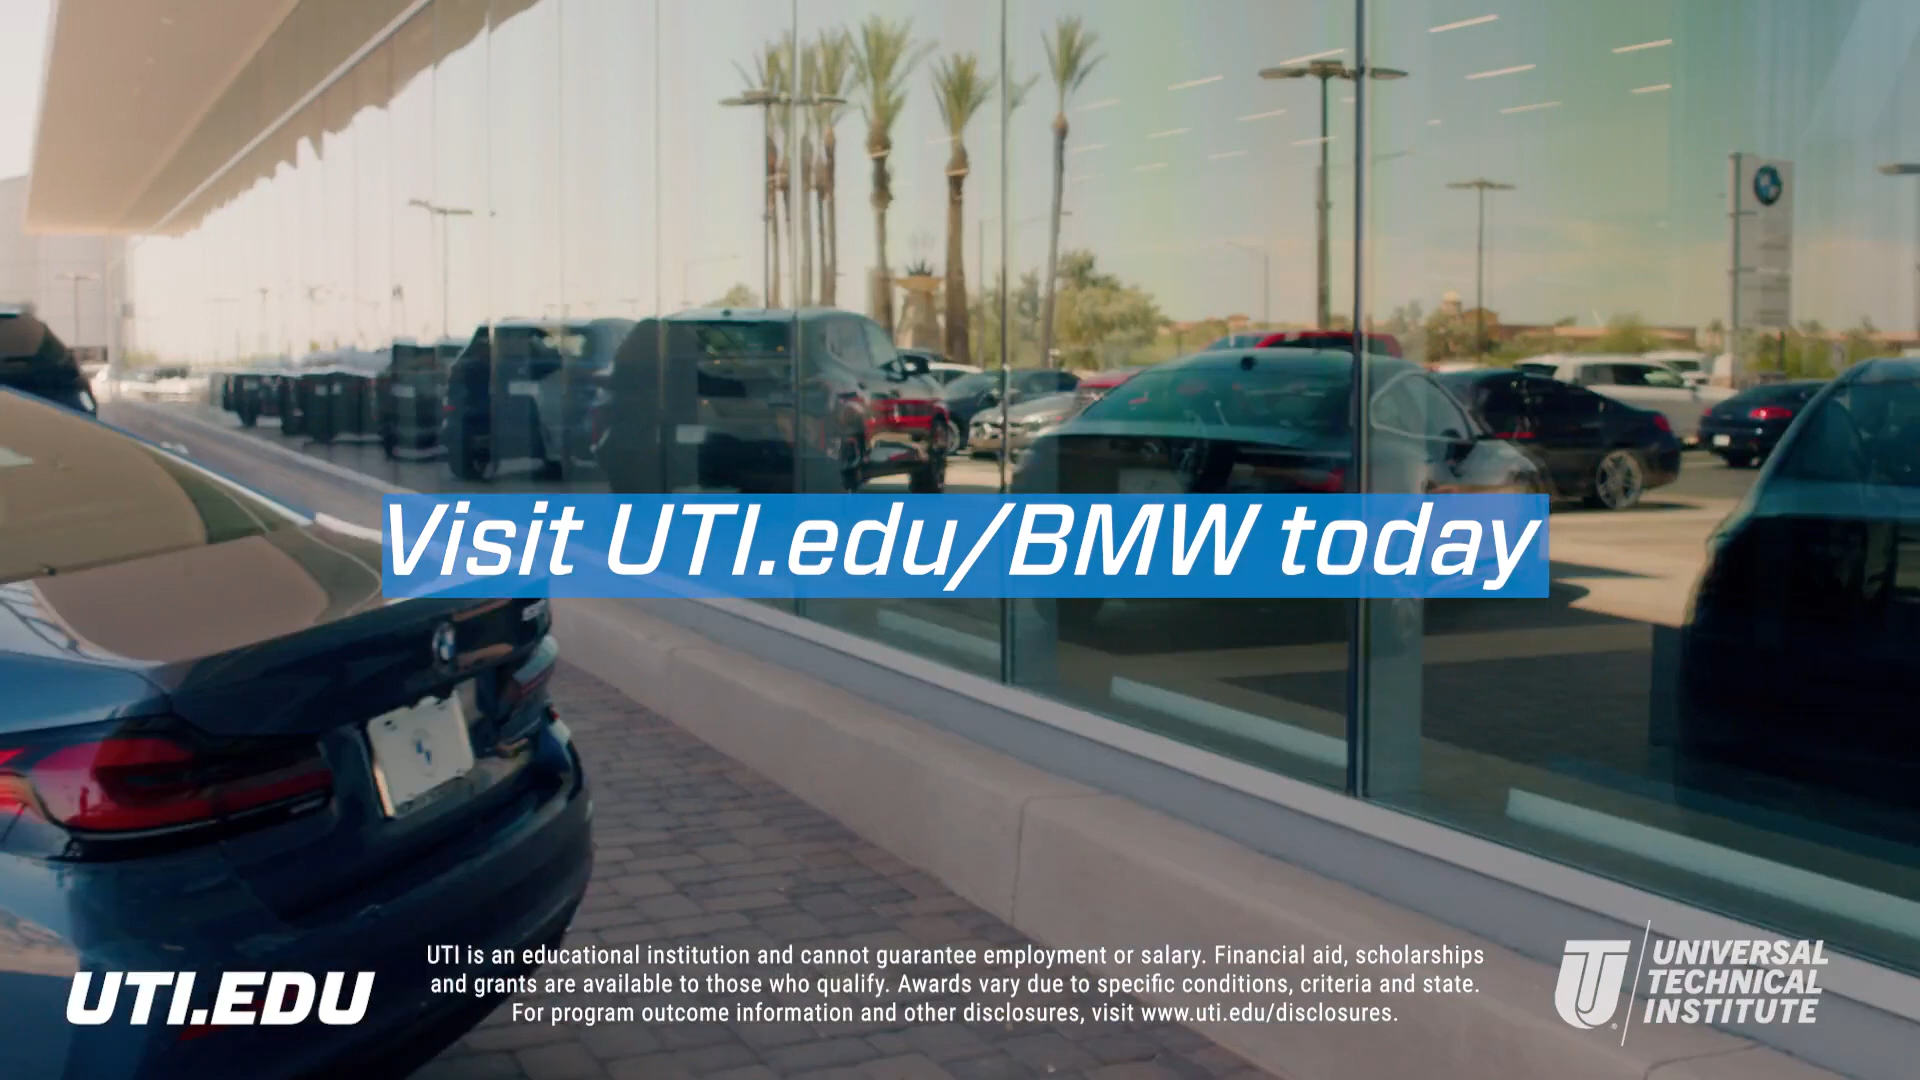 Visit UTI.edu/BMW today
UTI.EDU
UTI is an educational institution and cannot guarantee employment or salary. Financial aid, scholarships
and grants are available to those who qualify. Awards vary due to specific conditions, criteria and state.
For program outcome information and other disclosures, visit www.uti.edu/disclosures.
UNIVERSAL
TECHNICAL
INSTITUTE